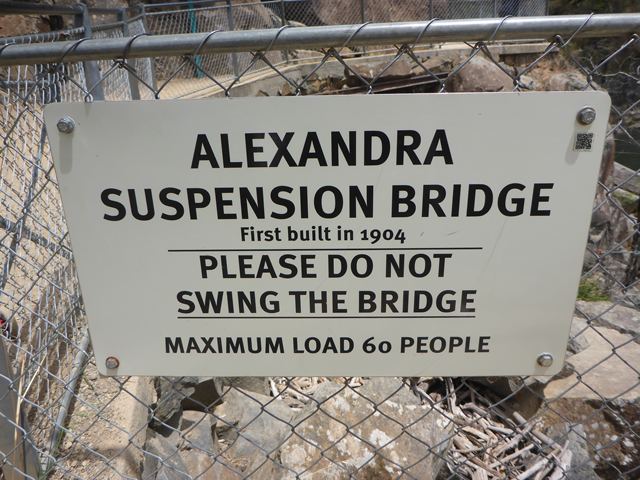 ALEXANDRA
SUSPENSION BRIDGE
First built in 1904
PLEASE DO NOT
SWING THE BRIDGE
MAXIMUM LOAD 60 PEOPLE